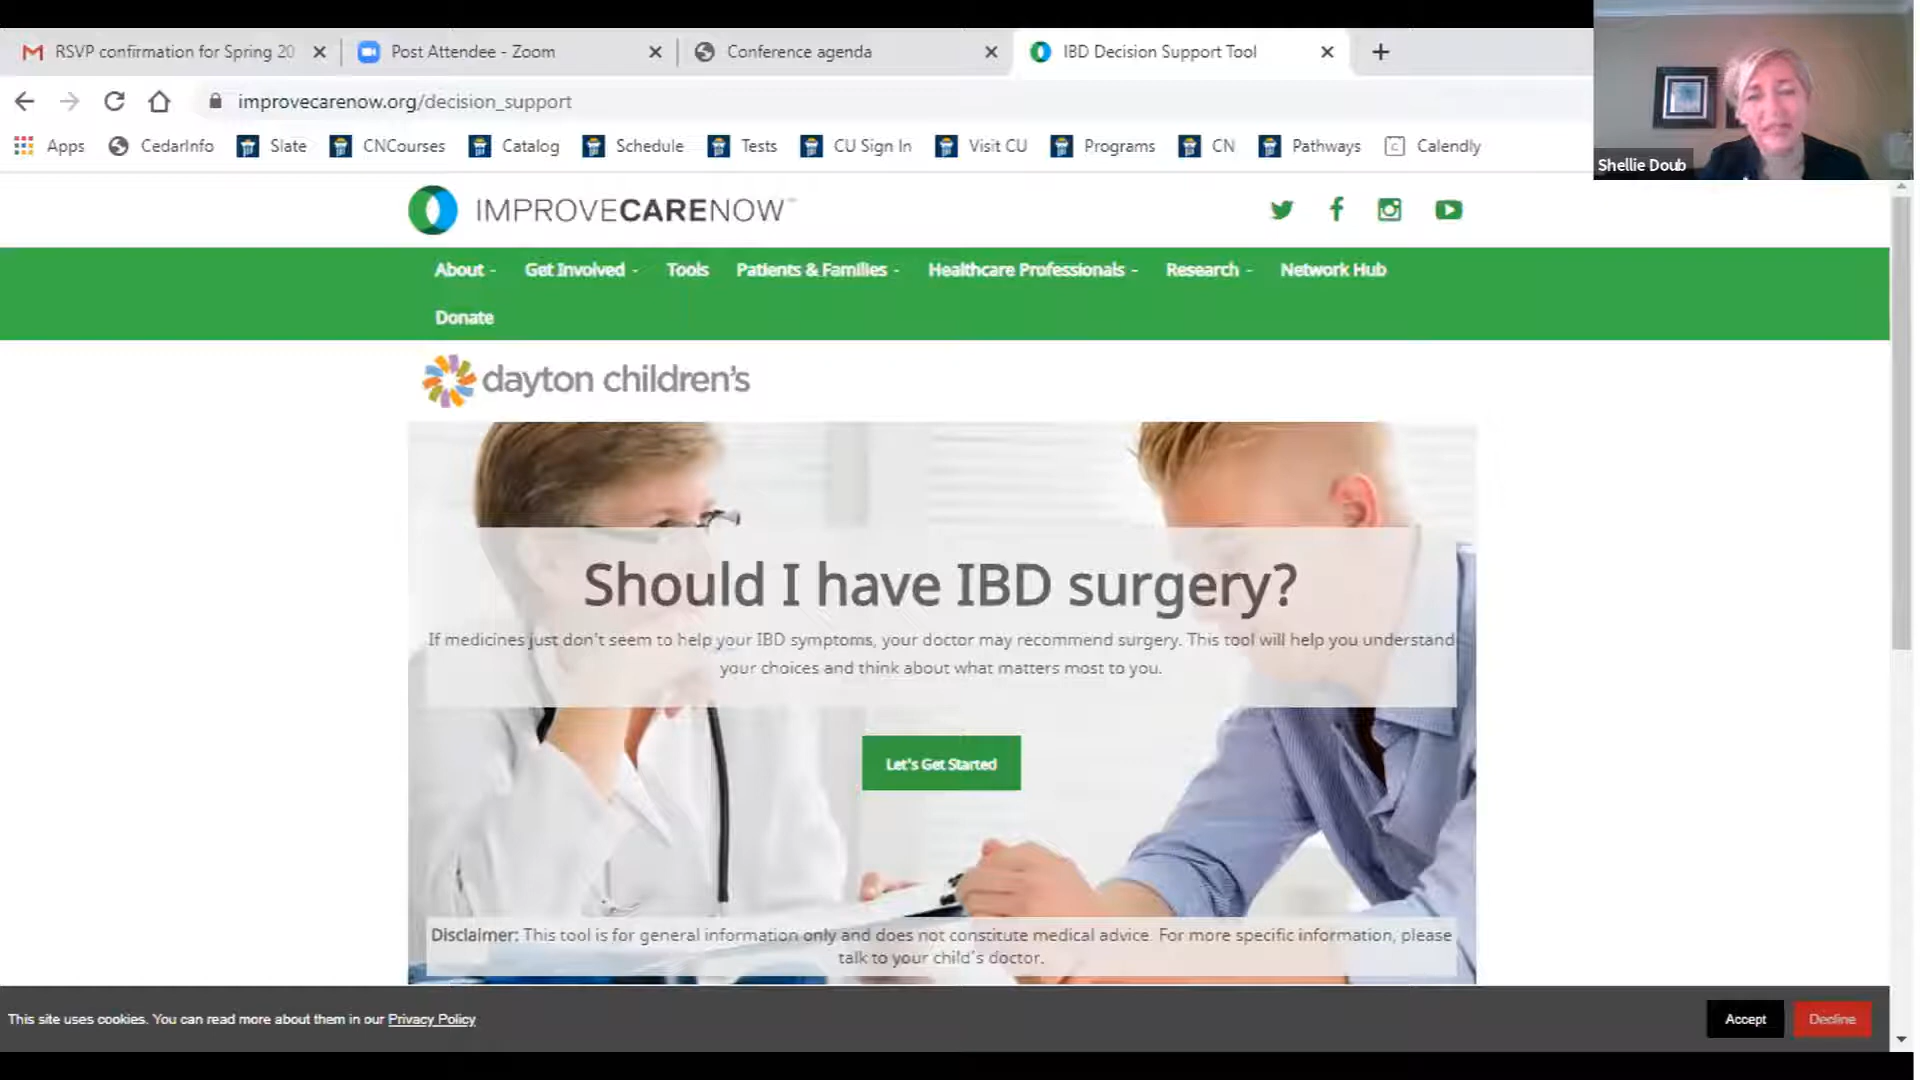 RSVP confirmation for Spring 20
Post Attendee - Zoom
Conference agenda
IBD Decision Support Tool
improvecarenow.org/decision_support
Apps CedarInfo Slate CNCourses Catalog Schedule Tests CU Sign In Visit CU Programs CN Pathways Calendly
Shellie Doub
IMPROVECARENOW
About Get Involved Tools Patients & Families Healthcare Professionals Research Network Hub
Donate
dayton children's
Should I have IBD surgery?
If medicines just don't seem to help your IBD symptoms, your doctor may recommend surgery. This tool will help you understand
your choices and think about what matters most to you.
Let's Get Started
Disclaimer: This tool is for general information only and does not constitute medical advice. For more specific information, please
talk to your child's doctor.
This site uses cookies. You can read more about them in our Privacy Policy
Accept
Decline